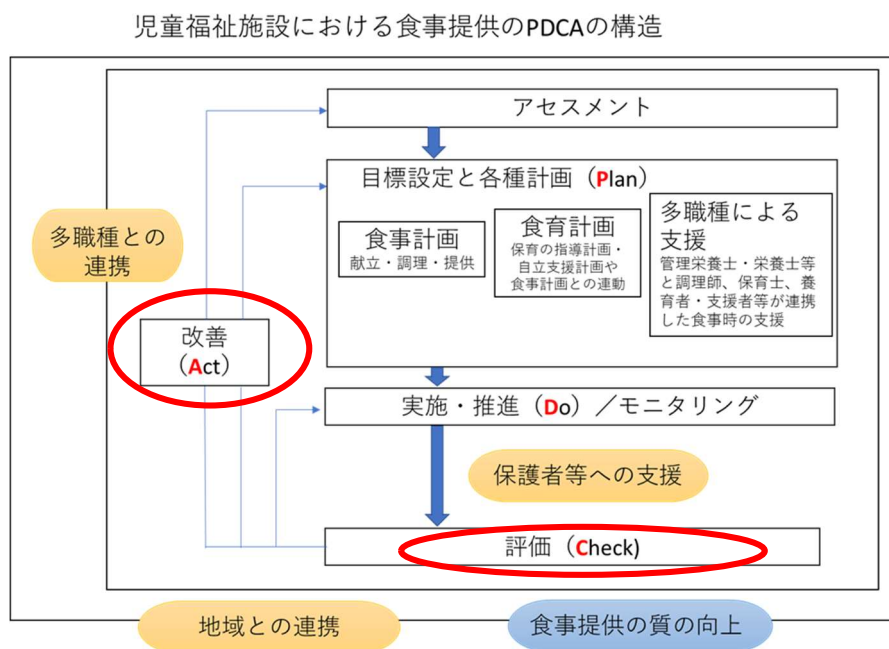 児童福祉施設における食事提供のPDCAの構造
アセスメント
目標設定と各種計画（Plan）
食事計画
献立・調理・提供
食育計画
保育の指導計画・
自立支援計画や
食事計画との連動
多職種による
支援
管理栄養士・栄養士等
と調理師、保育士、養
育者・支援者等が連携
した食事時の支援
多職種との
連携
改善
（Act）
実施・推進（Do）／モニタリング
保護者等への支援
評価（Check)
地域との連携
食事提供の質の向上